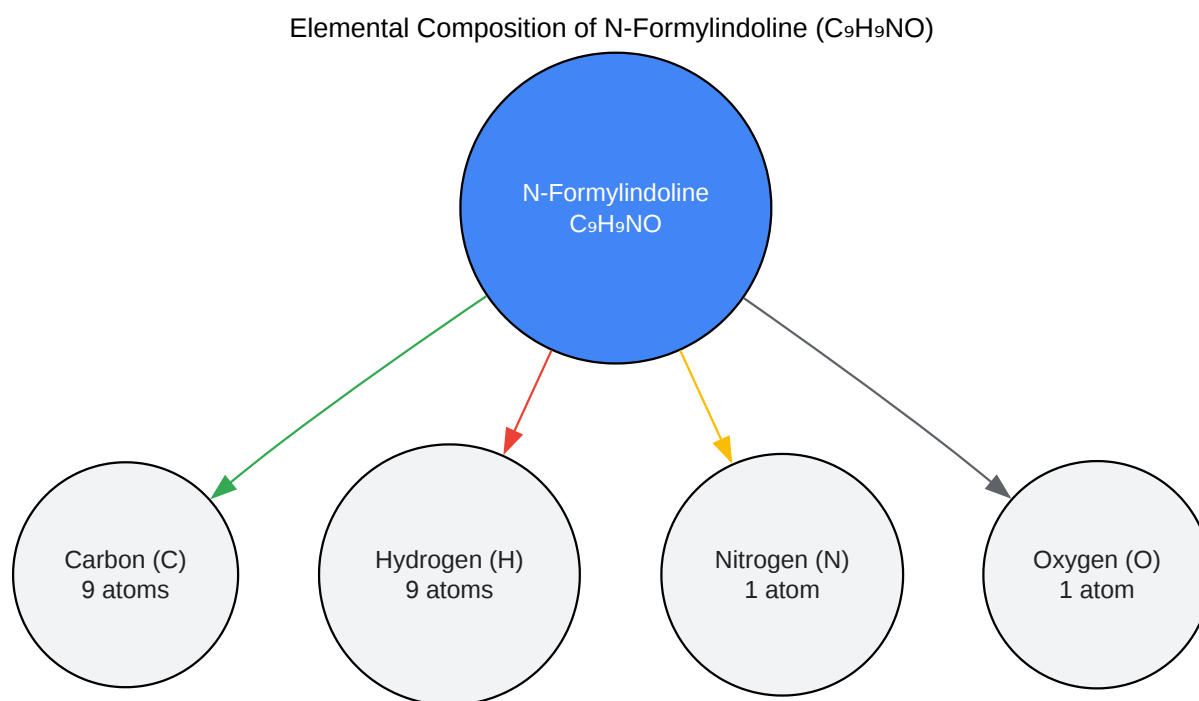 Elemental Composition of N-Formylindoline (C₉H₉NO)
N-Formylindoline
C₉H₉NO
Carbon (C)
9 atoms
Hydrogen (H)
9 atoms
Nitrogen (N)
1 atom
Oxygen (O)
1 atom